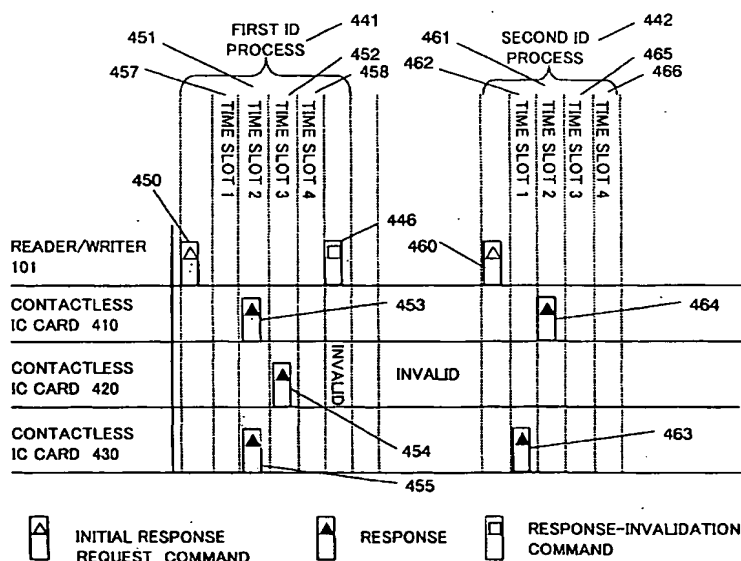 FIRST ID
PROCESS
441
SECOND ID
PROCESS
442
451
452
457
458
461
462
465
466
TIME SLOT 1
TIME SLOT 2
TIME SLOT 3
TIME SLOT 4
TIME SLOT 1
TIME SLOT 2
TIME SLOT 3
TIME SLOT 4
450
446
460
READER/WRITER
101
CONTACTLESS
IC CARD 410
453
464
CONTACTLESS
IC CARD 420
INVALID
INVALID
454
CONTACTLESS
IC CARD 430
463
455
INITIAL RESPONSE
REQUEST COMMAND
RESPONSE
RESPONSE-INVALIDATION
COMMAND